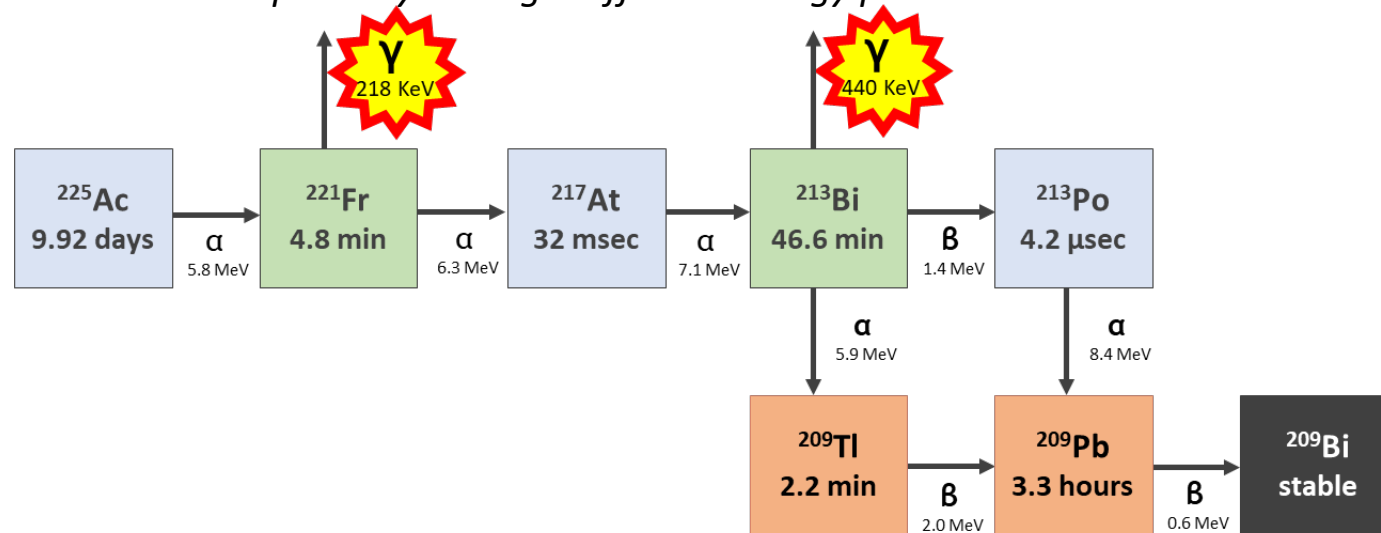 γ
218 KeV
γ
440 KeV
²²⁵Ac
9.92 days
α
5.8 MeV
²²¹Fr
4.8 min
α
6.3 MeV
²¹⁷At
32 msec
α
7.1 MeV
²¹³Bi
46.6 min
β
1.4 MeV
²¹³Po
4.2 µsec
α
5.9 MeV
α
8.4 MeV
²⁰⁹Tl
2.2 min
β
2.0 MeV
²⁰⁹Pb
3.3 hours
β
0.6 MeV
²⁰⁹Bi
stable